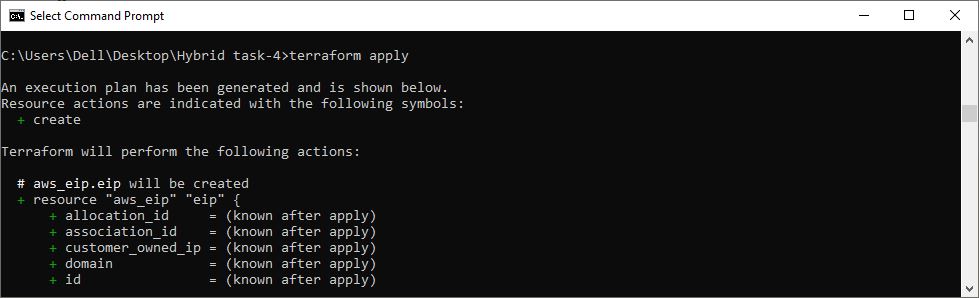 Select Command Prompt
C:\Users\Dell\Desktop\Hybrid task-4>terraform apply
An execution plan has been generated and is shown below.
Resource actions are indicated with the following symbols:
  + create
Terraform will perform the following actions:
  # aws_eip.eip will be created
  + resource "aws_eip" "eip" {
      + allocation_id     = (known after apply)
      + association_id    = (known after apply)
      + customer_owned_ip = (known after apply)
      + domain            = (known after apply)
      + id                = (known after apply)